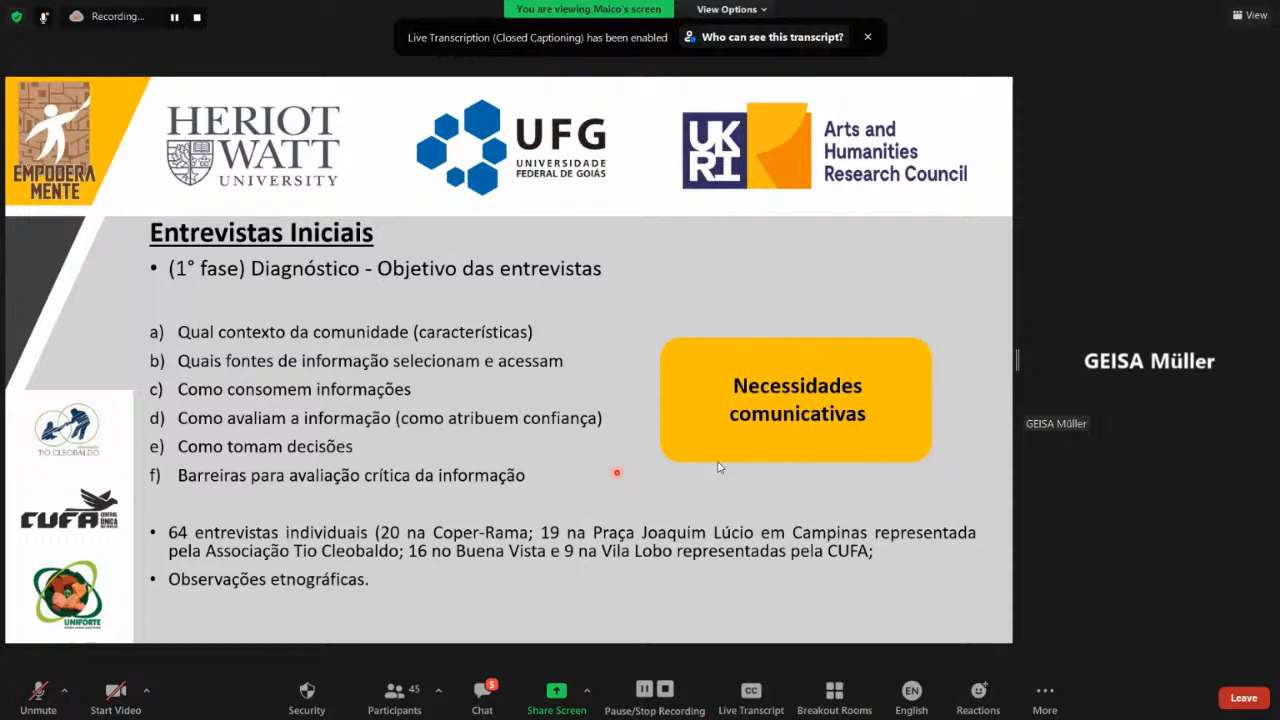 You are viewing Maico's screen
View Options
Recording...
View
Live Transcription (Closed Captioning) has been enabled
Who can see this transcript?
EMPODERA
MENTE
HERIOT
WATT
UNIVERSITY
UFG
UNIVERSIDADE
FEDERAL DE GOIÁS
UK
RI
Arts and
Humanities
Research Council
Entrevistas Iniciais
• (1° fase) Diagnóstico - Objetivo das entrevistas
a) Qual contexto da comunidade (características)
b) Quais fontes de informação selecionam e acessam
c) Como consomem informações
d) Como avaliam a informação (como atribuem confiança)
e) Como tomam decisões
f) Barreiras para avaliação crítica da informação
Necessidades
comunicativas
• 64 entrevistas individuais (20 na Coper-Rama; 19 na Praça Joaquim Lúcio em Campinas representada
pela Associação Tio Cleobaldo; 16 no Buena Vista e 9 na Vila Lobo representadas pela CUFA;
• Observações etnográficas.
TIO CLEOBALDO
CUFA
CENTRAL
ÚNICA
UNIFORTE
GEISA Müller
GEISA Müller
Unmute
Start Video
Security
45
Participants
5
Chat
Share Screen
Pause/Stop Recording
CC
Live Transcript
Breakout Rooms
EN
English
Reactions
More
Leave